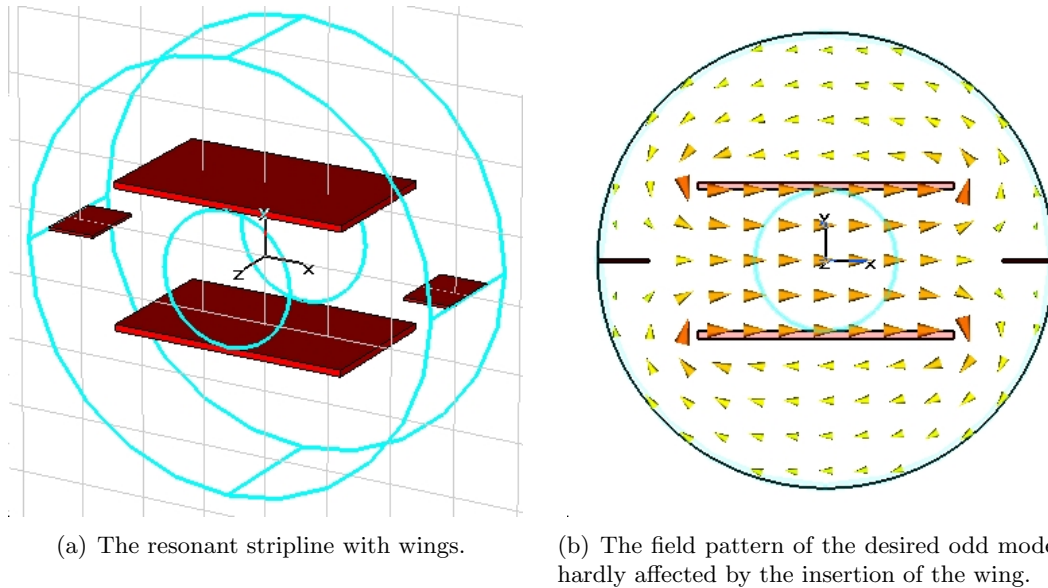 Y
Z
X
Y
Z
X
(a) The resonant stripline with wings.
(b) The field pattern of the desired odd mode
hardly affected by the insertion of the wing.